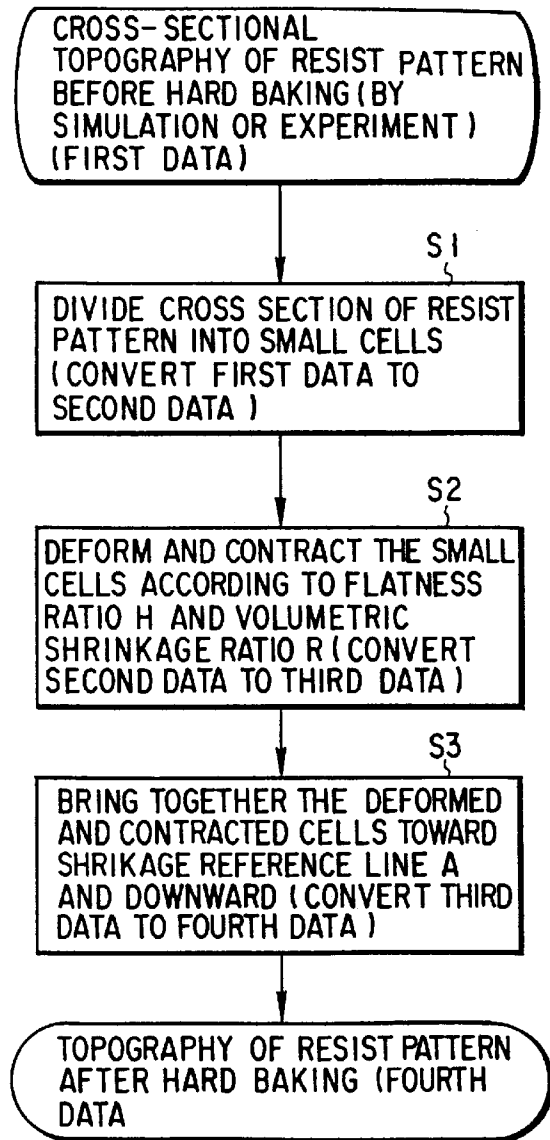 CROSS-SECTIONAL
TOPOGRAPHY OF RESIST PATTERN
BEFORE HARD BAKING (BY
SIMULATION OR EXPERIMENT)
(FIRST DATA)
S1
DIVIDE CROSS SECTION OF RESIST
PATTERN INTO SMALL CELLS
(CONVERT FIRST DATA TO
SECOND DATA)
S2
DEFORM AND CONTRACT THE SMALL
CELLS ACCORDING TO FLATNESS
RATIO H AND VOLUMETRIC
SHRINKAGE RATIO R (CONVERT
SECOND DATA TO THIRD DATA)
S3
BRING TOGETHER THE DEFORMED
AND CONTRACTED CELLS TOWARD
SHRIKAGE REFERENCE LINE A
AND DOWNWARD (CONVERT THIRD
DATA TO FOURTH DATA)
TOPOGRAPHY OF RESIST PATTERN
AFTER HARD BAKING (FOURTH
DATA